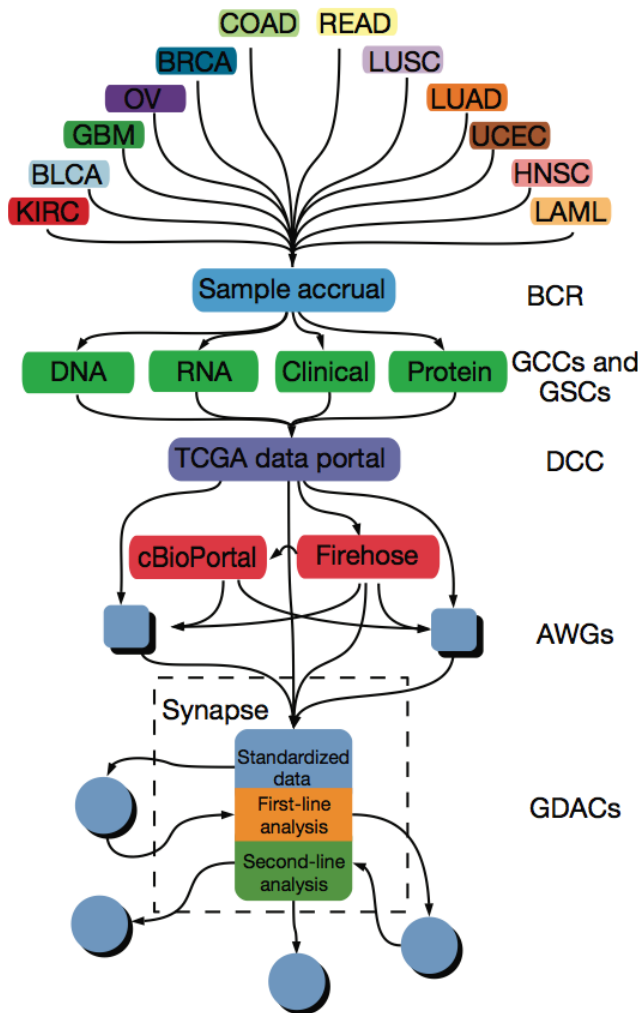 COAD READ
BRCA LUSC
OV LUAD
GBM UCEC
BLCA HNSC
KIRC LAML
Sample accrual BCR
DNA RNA Clinical Protein GCCs and
GSCs
TCGA data portal DCC
cBioPortal Firehose
AWGs
Synapse
Standardized
data
First-line
analysis
GDACs
Second-line
analysis